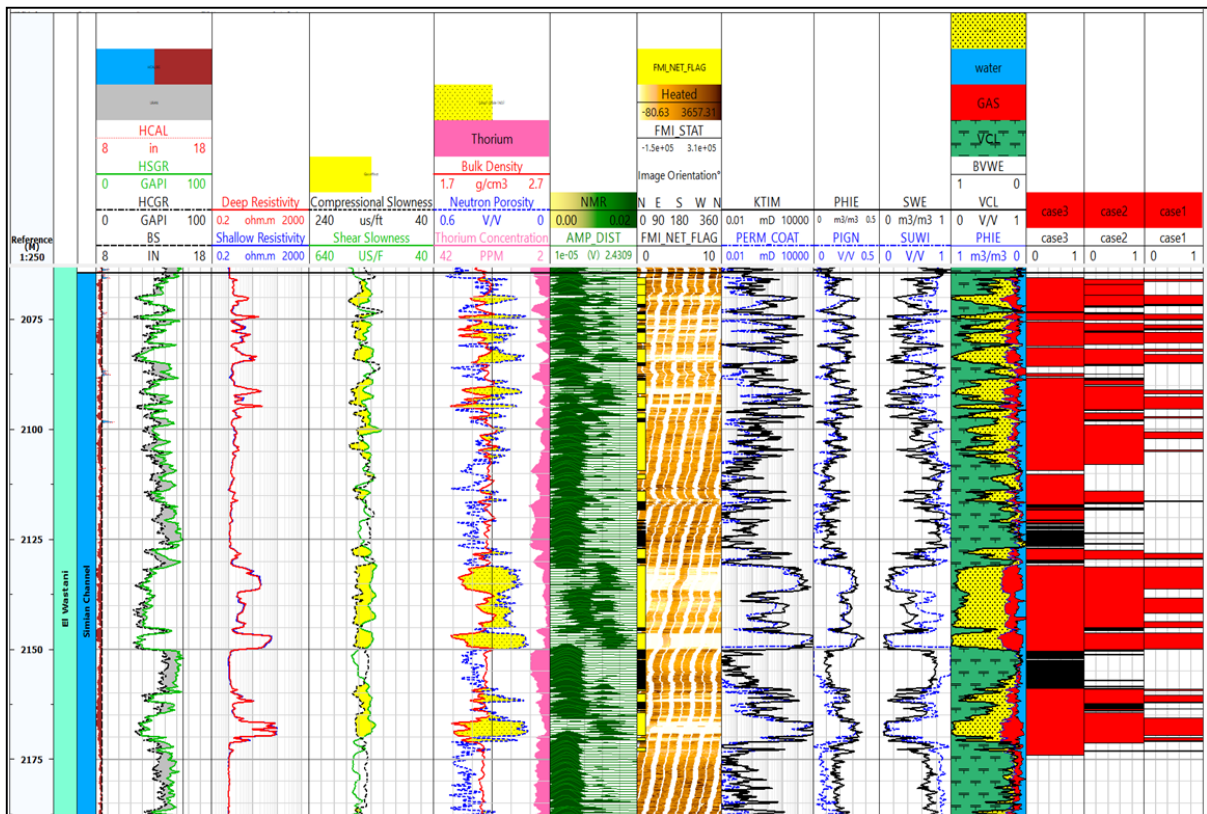 HCAL
8 in 18
HSGR
0 GAPI 100
HCGR
0 GAPI 100
BS
8 IN 18
Deep Resistivity
0.2 ohm.m 2000
Shallow Resistivity
0.2 ohm.m 2000
Compressional Slowness
240 us/ft 40
Shear Slowness
640 US/F 40
Thorium
Bulk Density
1.7 g/cm3 2.7
Neutron Porosity
0.6 V/V 0
Thorium Concentration
42 PPM 2
NMR
0.00 0.02
AMP_DIST
1e-05 (V) 2.4309
FMI_NET_FLAG
Heated
-80.63 3657.31
FMI_STAT
-1.5e+05 3.1e+05
Image Orientation°
N E S W N
0 90 180 360
FMI_NET_FLAG
0 10
KTIM
0.01 mD 10000
PERM_COAT
0.01 mD 10000
PHIE
0 m3/m3 0.5
PIGN
0 V/V 0.5
SWE
0 m3/m3 1
SUWI
0 V/V 1
water
GAS
VCL
BVWE
1 0
VCL
0 V/V 1
PHIE
1 m3/m3 0
case3
case3
0 1
case2
case2
0 1
case1
case1
0 1
Reference
(M)
1:250
2075
2100
2125
2150
2175
El Wastani
Simian Channel